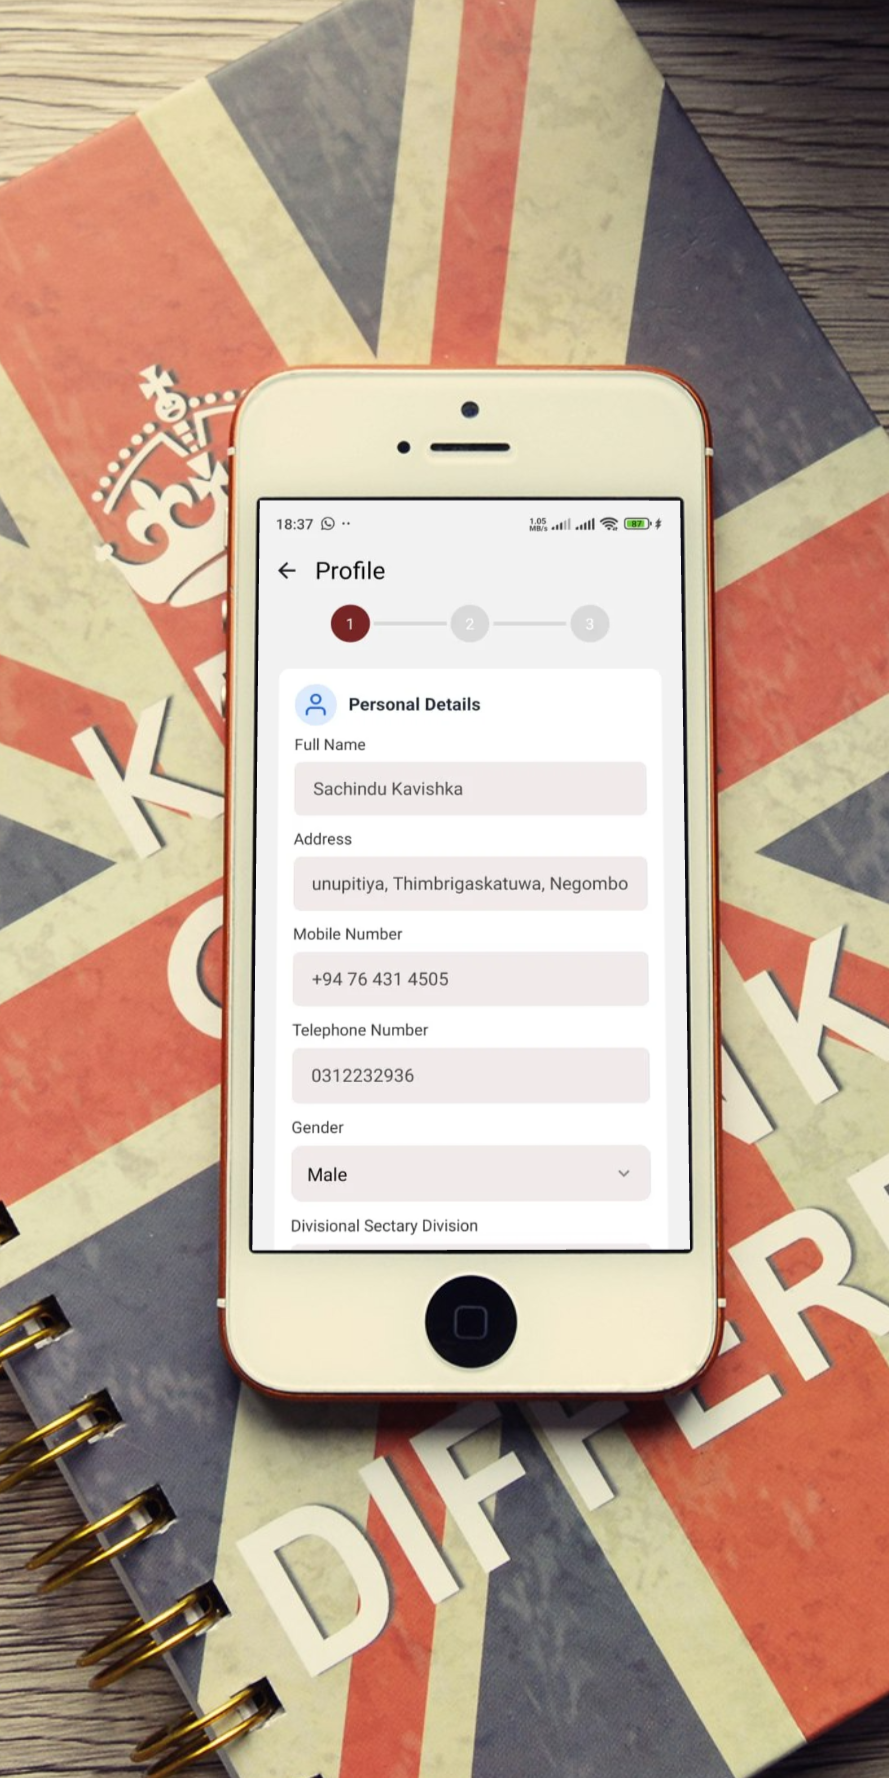 18:37
1.05
MB/s
87
Profile
1 2 3
Personal Details
Full Name
Sachindu Kavishka
Address
unupitiya, Thimbrigaskatuwa, Negombo
Mobile Number
+94 76 431 4505
Telephone Number
0312232936
Gender
Male
Divisional Sectary Division
K
DIFFER